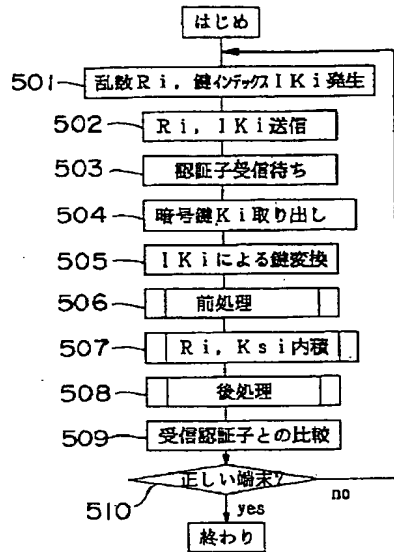 はじめ
501 乱数Ri,鍵インデックスIKi発生
502 Ri,IKi送信
503 認証子受信待ち
504 暗号鍵Ki取り出し
505 IKiによる鍵変換
506 前処理
507 Ri,Ksi内積
508 後処理
509 受信認証子との比較
510 正しい端末? no
yes
終わり